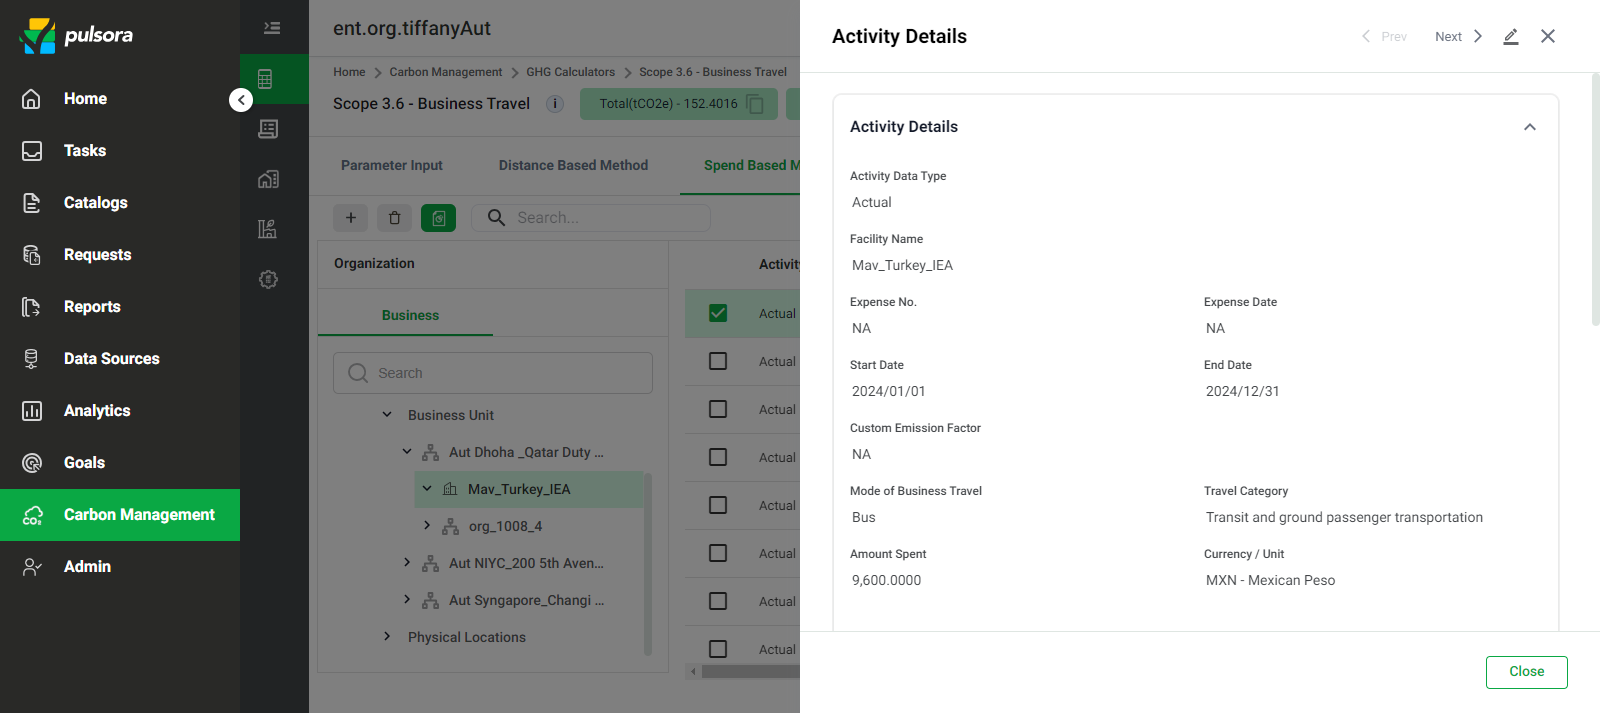 pulsora
Home
Tasks
Catalogs
Requests
Reports
Data Sources
Analytics
Goals
Carbon Management
Admin
ent.org.tiffanyAut
Home > Carbon Management > GHG Calculators > Scope 3.6 - Business Travel
Scope 3.6 - Business Travel
Total(tCO2e) - 152.4016
Parameter Input
Distance Based Method
Spend Based M
Search...
Organization
Business
Search
Business Unit
Aut Dhoha _Qatar Duty ...
Mav_Turkey_IEA
org_1008_4
Aut NIYC_200 5th Aven...
Aut Syngapore_Changi ...
Physical Locations
Activity
Actual
Actual
Actual
Actual
Actual
Actual
Actual
Actual
Activity Details
Prev
Next
Activity Details
Activity Data Type
Actual
Facility Name
Mav_Turkey_IEA
Expense No.
NA
Expense Date
NA
Start Date
2024/01/01
End Date
2024/12/31
Custom Emission Factor
NA
Mode of Business Travel
Bus
Travel Category
Transit and ground passenger transportation
Amount Spent
9,600.0000
Currency / Unit
MXN - Mexican Peso
Close